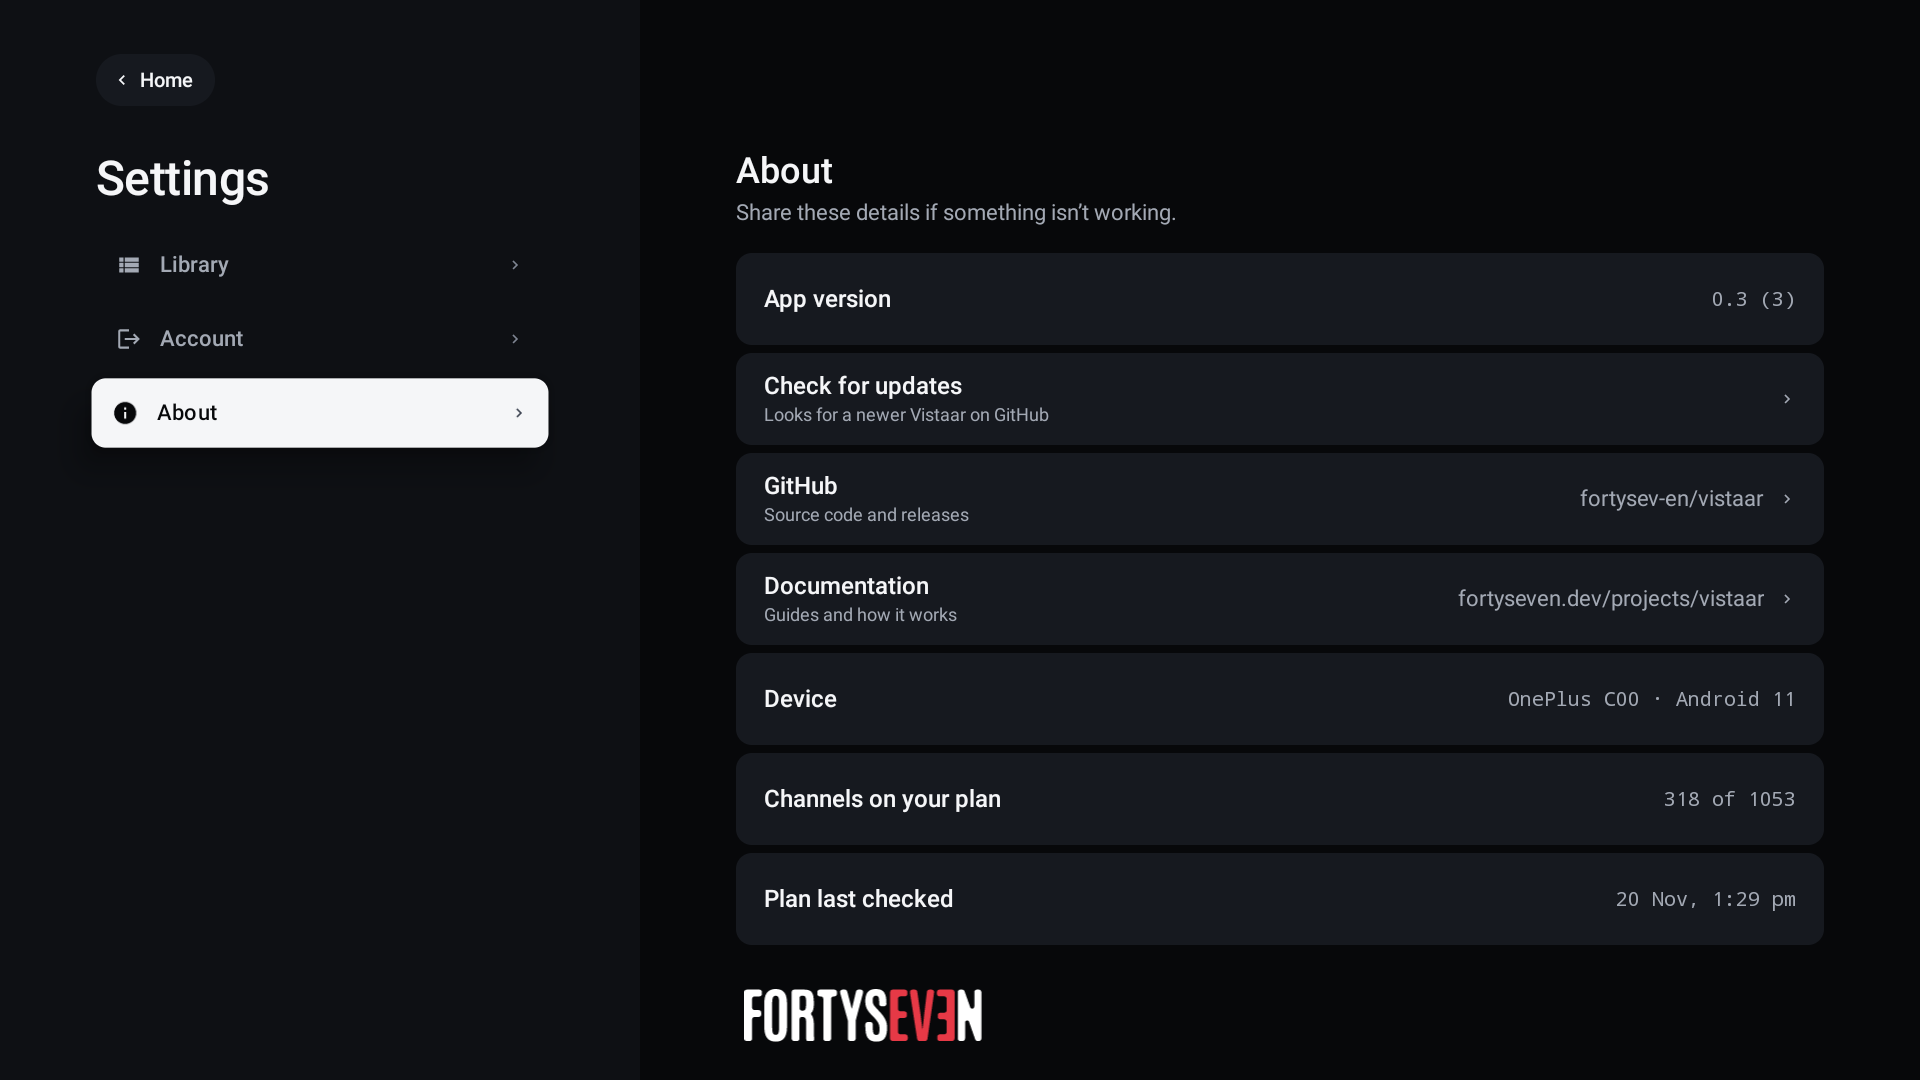 Home
Settings
Library
Account
About
About
Share these details if something isn’t working.
App version
0.3 (3)
Check for updates
Looks for a newer Vistaar on GitHub
GitHub
Source code and releases
fortysev-en/vistaar
Documentation
Guides and how it works
fortyseven.dev/projects/vistaar
Device
OnePlus COO · Android 11
Channels on your plan
318 of 1053
Plan last checked
20 Nov, 1:29 pm
FORTYSEVEN